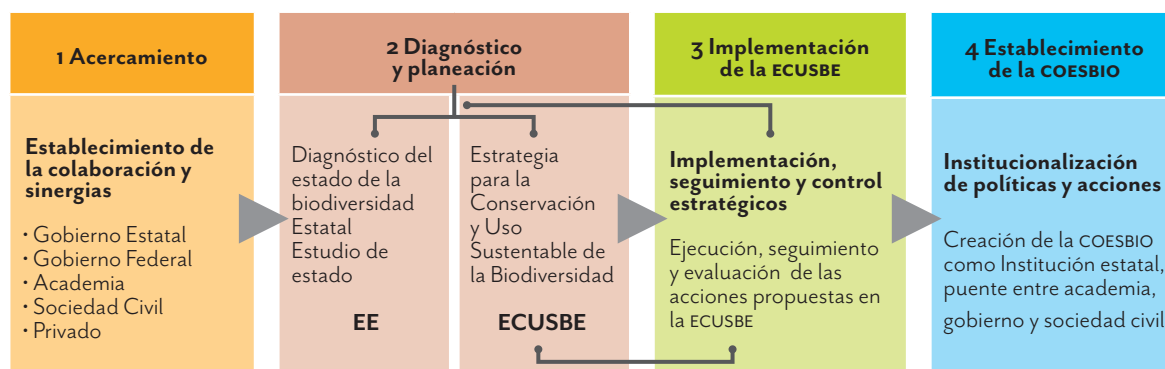 1 Acercamiento
Establecimiento de
la colaboración y
sinergias
· Gobierno Estatal
· Gobierno Federal
· Academia
· Sociedad Civil
· Privado
2 Diagnóstico
y planeación
Diagnóstico del
estado de la
biodiversidad
Estatal
Estudio de
estado
EE
Estrategia
para la
Conservación
y Uso
Sustentable de
la Biodiversidad
ECUSBE
3 Implementación
de la ECUSBE
Implementación,
seguimiento y control
estratégicos
Ejecución, seguimiento
y evaluación de las
acciones propuestas en
la ECUSBE
4 Establecimiento
de la COESBIO
Institucionalización
de políticas y acciones
Creación de la COESBIO
como Institución estatal,
puente entre academia,
gobierno y sociedad civil